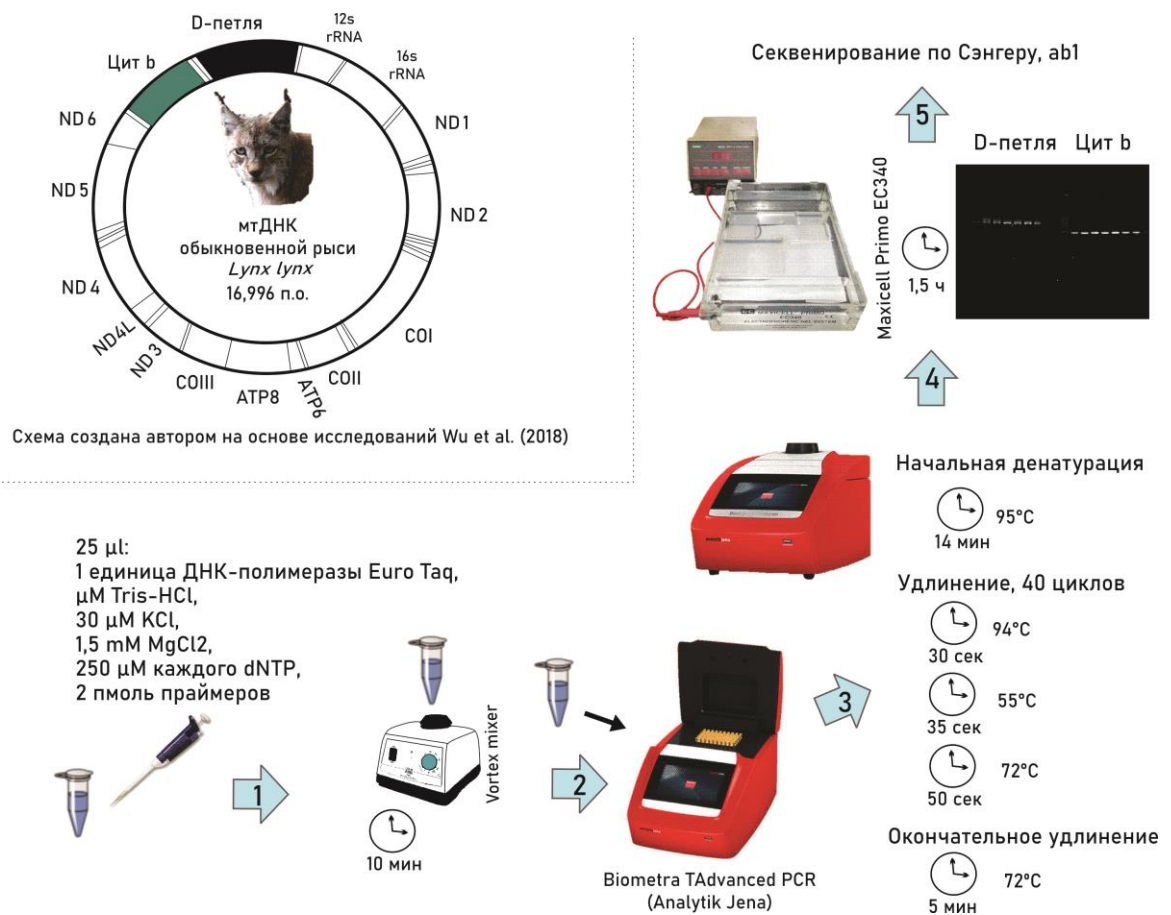 D-петля
12s
rRNA
16s
rRNA
Цит b
ND 6
ND 1
ND 5
ND 2
ND 4
ND4L
ND 3
COIII
ATP8
ATP6
COII
COI
мтДНК
обыкновенной рыси
Lynx lynx
16,996 п.о.
Схема создана автором на основе исследований Wu et al. (2018)
25 µl:
1 единица ДНК-полимеразы Euro Taq,
µM Tris-HCl,
30 µM KCl,
1,5 mM MgCl2,
250 µM каждого dNTP,
2 пмоль праймеров
1
Vortex mixer
10 мин
2
Biometra TAdvanced PCR
(Analytik Jena)
3
Начальная денатурация
95°C
14 мин
Удлинение, 40 циклов
94°C
30 сек
55°C
35 сек
72°C
50 сек
Окончательное удлинение
72°C
5 мин
4
Maxicell Primo EC340
1,5 ч
D-петля Цит b
5
Секвенирование по Сэнгеру, ab1